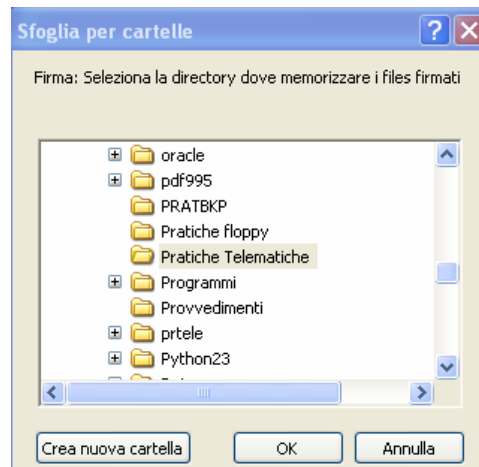 Sfoglia per cartelle
Firma: Seleziona la directory dove memorizzare i files firmati
oracle
pdf995
PRATBKP
Pratiche floppy
Pratiche Telematiche
Programmi
Provvedimenti
prtele
Python23
Crea nuova cartella OK Annulla